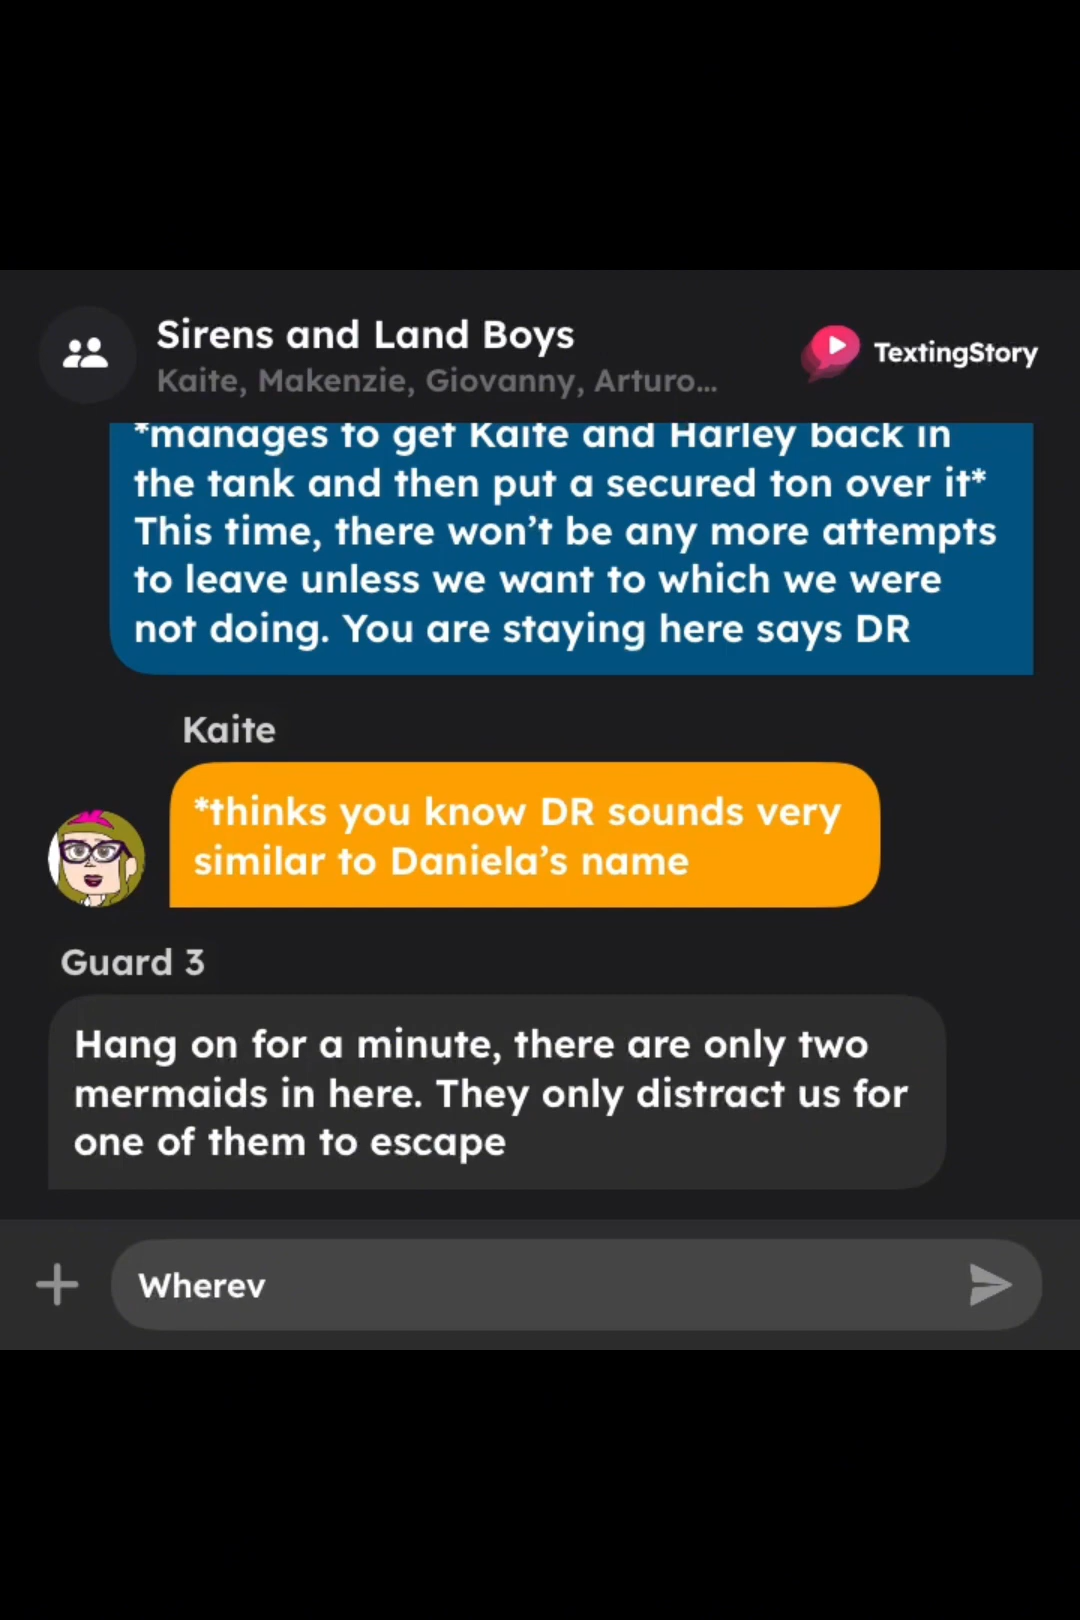 Sirens and Land Boys
Kaite, Makenzie, Giovanny, Arturo...
TextingStory
*manages to get Kaite and Harley back in
the tank and then put a secured ton over it*
This time, there won't be any more attempts
to leave unless we want to which we were
not doing. You are staying here says DR
Kaite
*thinks you know DR sounds very
similar to Daniela's name
Guard 3
Hang on for a minute, there are only two
mermaids in here. They only distract us for
one of them to escape
Wherev